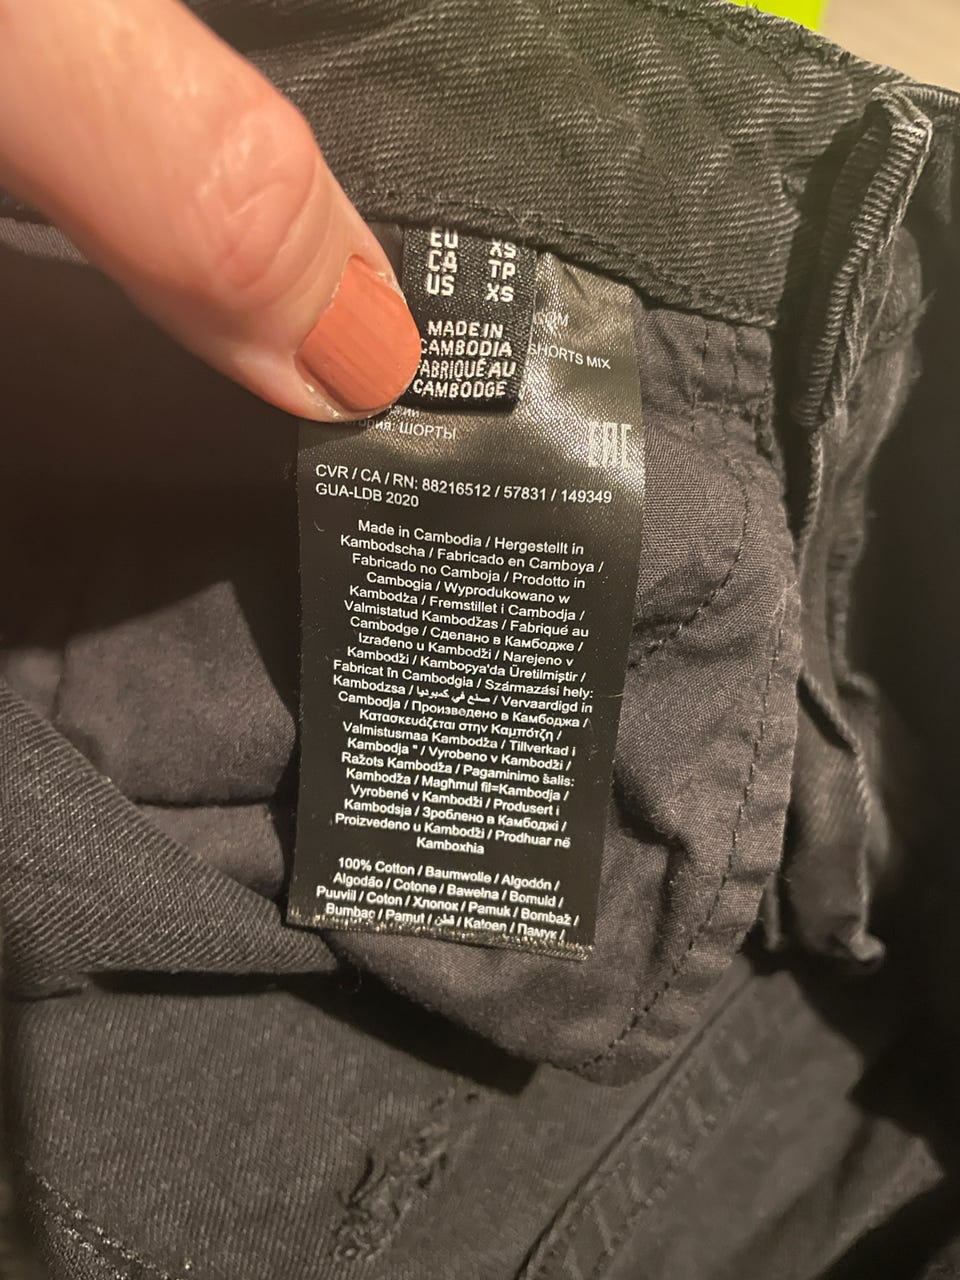 EU XS
CA TP
US XS
MADE IN
CAMBODIA
FABRIQUÉ AU
CAMBODGE
SHORTS MIX
ШОРТЫ
EAC
CVR / CA / RN: 88216512 / 57831 / 149349
GUA-LDB 2020
Made in Cambodia / Hergestellt in
Kambodscha / Fabricado en Camboya /
Fabricado no Camboja / Prodotto in
Cambogia / Wyprodukowano w
Kambodża / Fremstillet i Cambodja /
Valmistatud Kambodžas / Fabriqué au
Cambodge / Сделано в Камбодже /
Izrađeno u Kambodži / Narejeno v
Kambodži / Kamboçya'da Üretilmiştir /
Fabricat în Cambodgia / Származási hely:
Kambodzsa / صنع في كمبوديا / Vervaardigd in
Cambodja / Произведено в Камбоджа /
Κατασκευάζεται στην Καμπότζη /
Valmistusmaa Kambodža / Tillverkad i
Kambodja " / Vyrobeno v Kambodži /
Ražots Kambodža / Pagaminimo šalis:
Kambodža / Magħmul fil=Kambodja /
Vyrobené v Kambodži / Produsert i
Kambodsja / Зроблено в Камбоджі /
Proizvedeno u Kambodži / Prodhuar në
Kamboxhia
100% Cotton / Baumwolle / Algodón /
Algodão / Cotone / Bawełna / Bomuld /
Puuvill / Coton / Хлопок / Pamuk / Bombaž /
Bumbac / Pamut / قطن / Katoen / Памук /